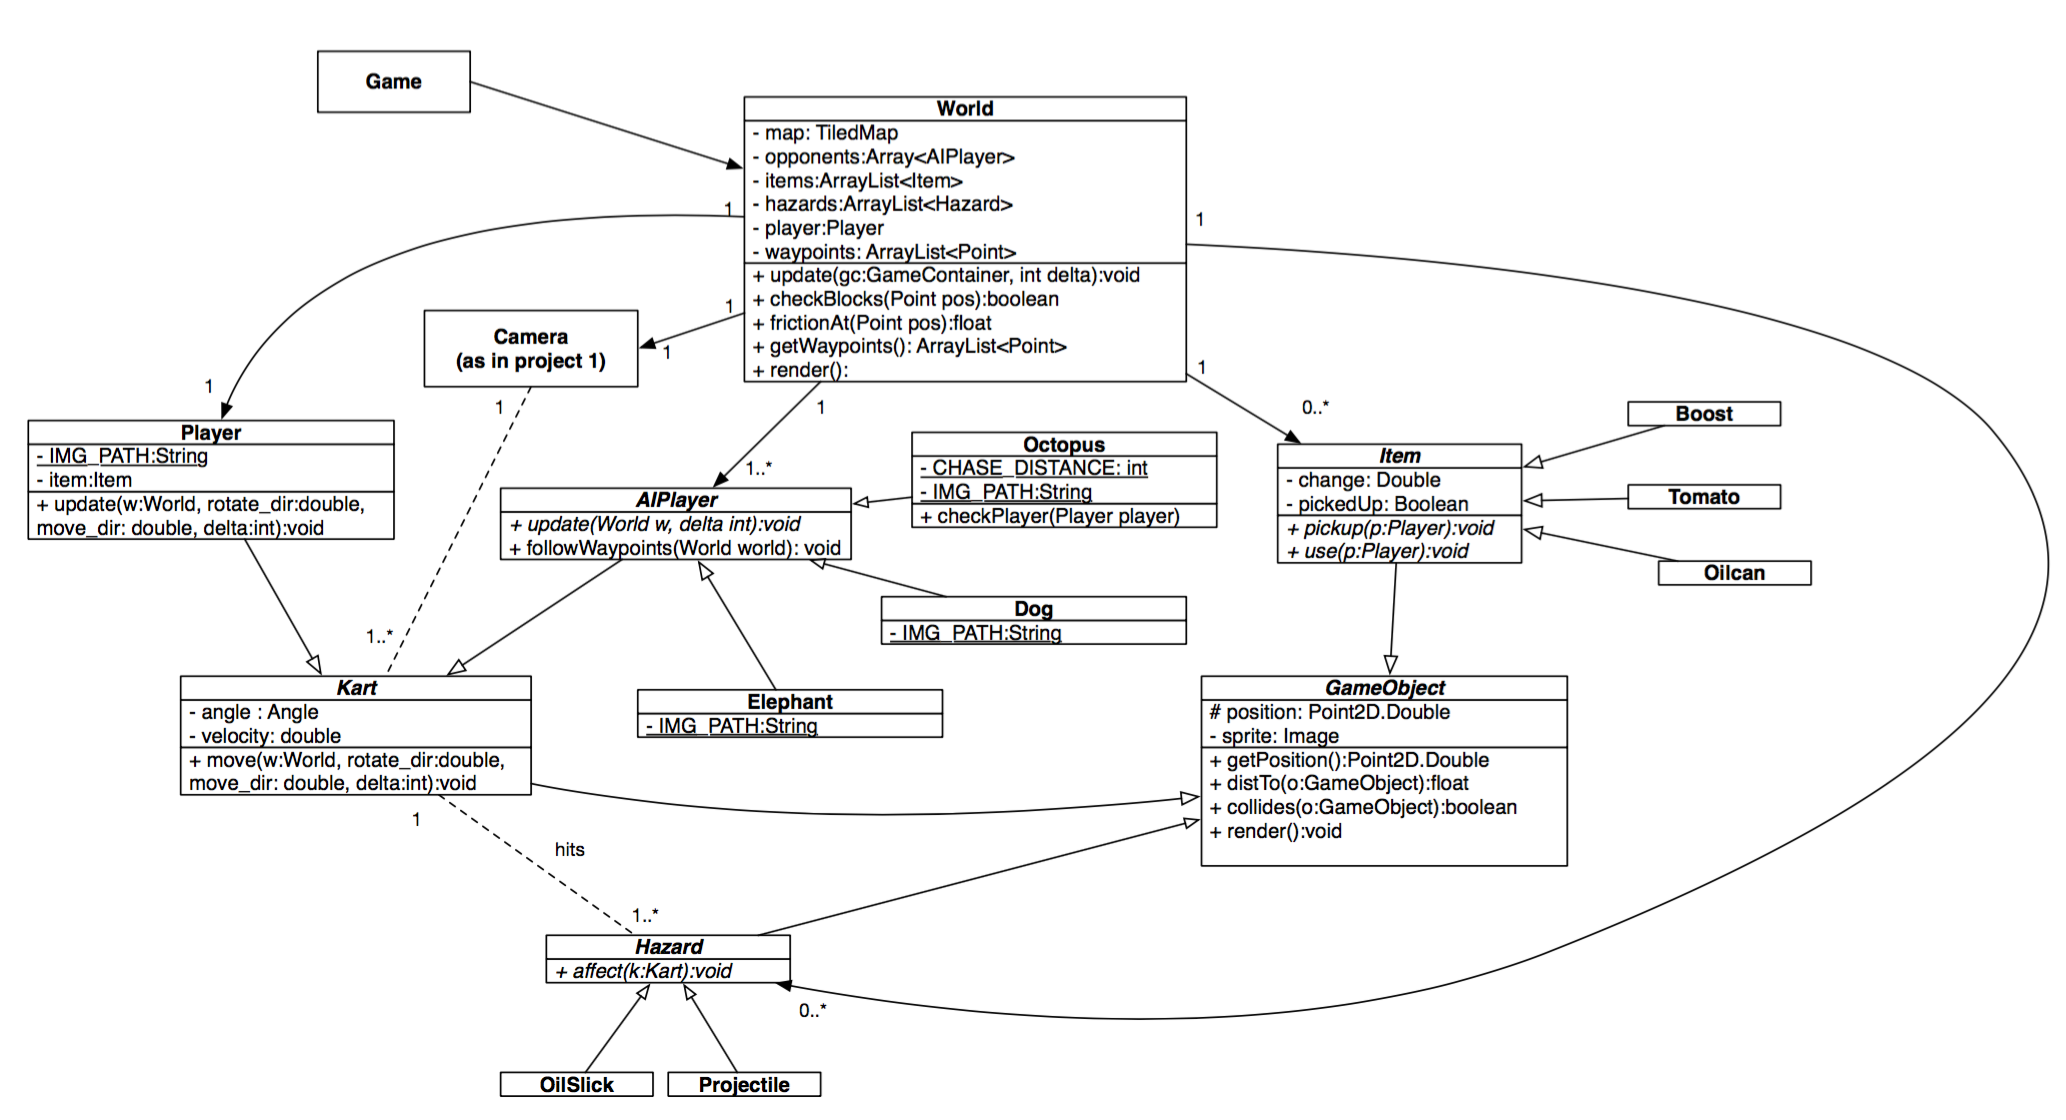 Game
World
- map: TiledMap
- opponents:Array<AIPlayer>
- items:ArrayList<Item>
- hazards:ArrayList<Hazard>
- player:Player
- waypoints: ArrayList<Point>
+ update(gc:GameContainer, int delta):void
+ checkBlocks(Point pos):boolean
+ frictionAt(Point pos):float
+ getWaypoints(): ArrayList<Point>
+ render():
1
1
1
1
Camera
(as in project 1)
1
1
1
1
0..*
1
1..*
Player
- IMG_PATH:String
- item:Item
+ update(w:World, rotate_dir:double,
move_dir: double, delta:int):void
AIPlayer
+ update(World w, delta int):void
+ followWaypoints(World world): void
Octopus
- CHASE_DISTANCE: int
- IMG_PATH:String
+ checkPlayer(Player player)
Item
- change: Double
- pickedUp: Boolean
+ pickup(p:Player):void
+ use(p:Player):void
Boost
Tomato
Oilcan
Dog
- IMG_PATH:String
1..*
Kart
- angle : Angle
- velocity: double
+ move(w:World, rotate_dir:double,
move_dir: double, delta:int):void
Elephant
- IMG_PATH:String
GameObject
# position: Point2D.Double
- sprite: Image
+ getPosition():Point2D.Double
+ distTo(o:GameObject):float
+ collides(o:GameObject):boolean
+ render():void
1
hits
1..*
Hazard
+ affect(k:Kart):void
0..*
OilSlick
Projectile